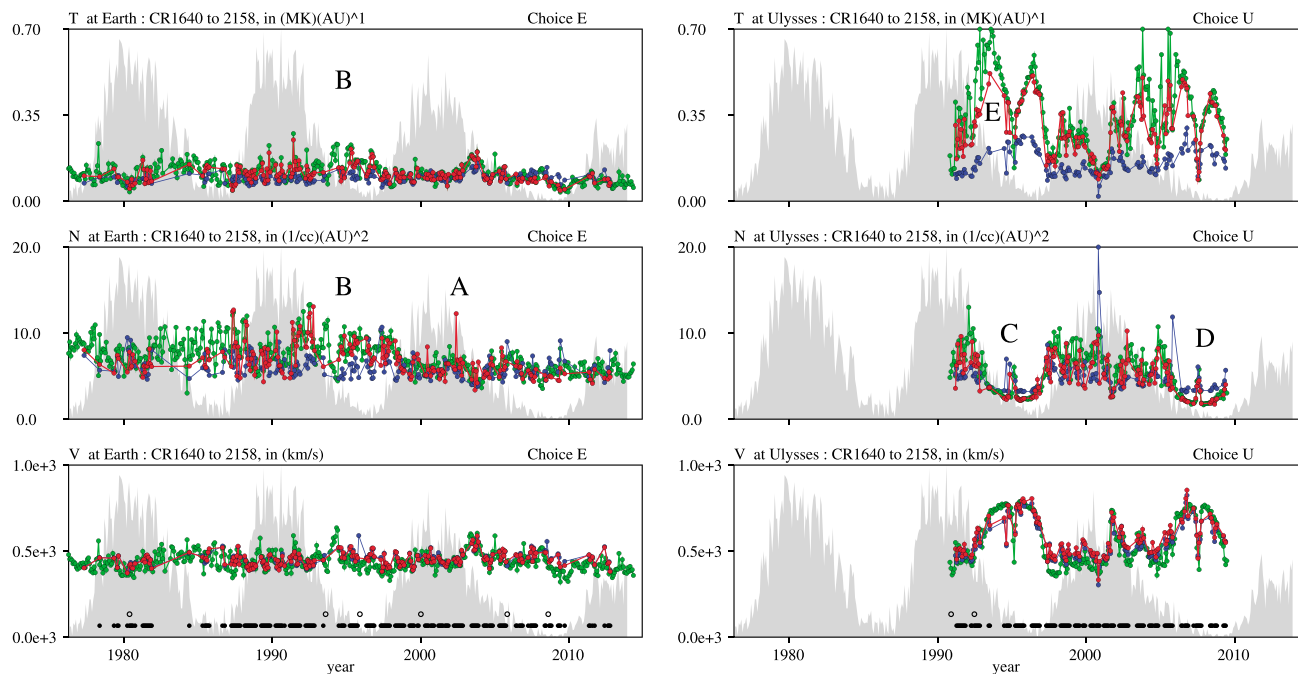 T at Earth : CR1640 to 2158, in (MK)(AU)^1 Choice E
0.70
0.35
0.00
B
N at Earth : CR1640 to 2158, in (1/cc)(AU)^2 Choice E
20.0
10.0
0.0
B A
V at Earth : CR1640 to 2158, in (km/s) Choice E
1.0e+3
0.5e+3
0.0e+3
1980 1990 2000 2010
year
T at Ulysses : CR1640 to 2158, in (MK)(AU)^1 Choice U
0.70
0.35
0.00
E
N at Ulysses : CR1640 to 2158, in (1/cc)(AU)^2 Choice U
20.0
10.0
0.0
C D
V at Ulysses : CR1640 to 2158, in (km/s) Choice U
1.0e+3
0.5e+3
0.0e+3
1980 1990 2000 2010
year